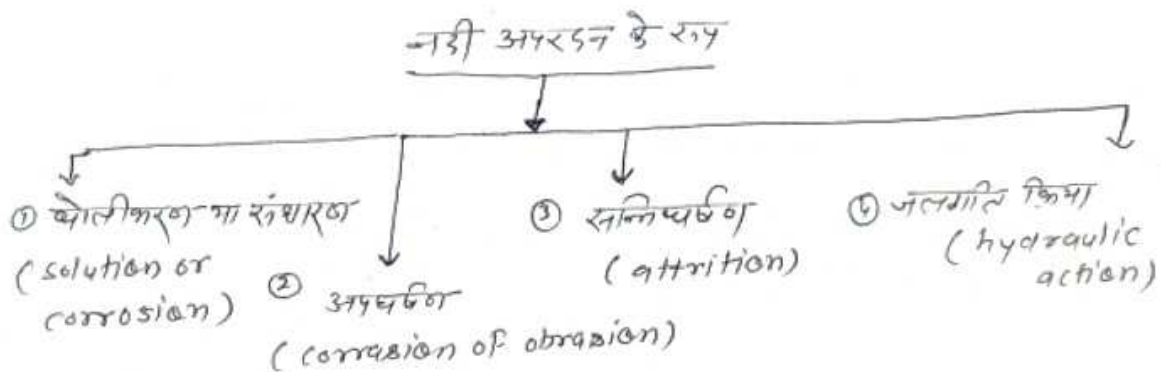 नदी अपरदन के रूप
① घोलीकरण या संक्षारण
(solution or
corrosion)
② अपघर्षण
(corrasion of obrasion)
③ सन्निघर्षण
(attrition)
④ जलगति क्रिया
(hydraulic
action)